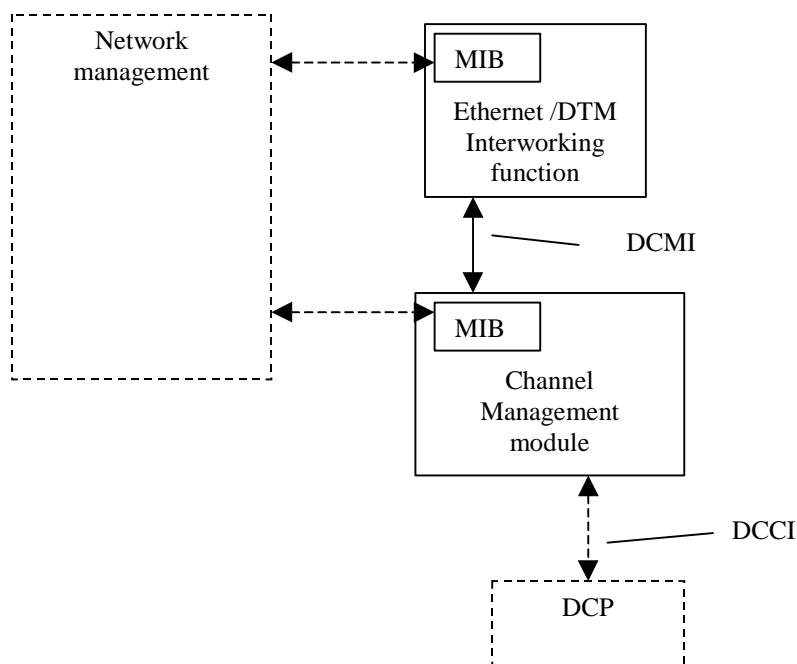 Network
management
MIB
Ethernet /DTM
Interworking
function
DCMI
MIB
Channel
Management
module
DCCI
DCP